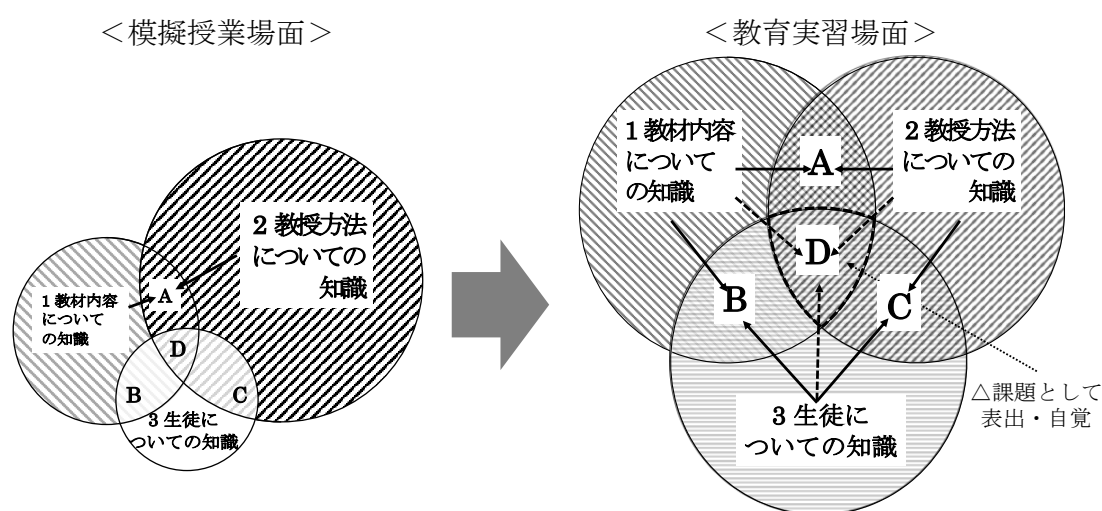 ＜模擬授業場面＞
1 教材内容
について
の知識
A
2 教授方法
についての
知識
D
B
C
3 生徒に
ついての知識
＜教育実習場面＞
1 教材内容
について
の知識
A
2 教授方法
についての
知識
D
B
C
3 生徒に
ついての知識
△課題として
表出・自覚